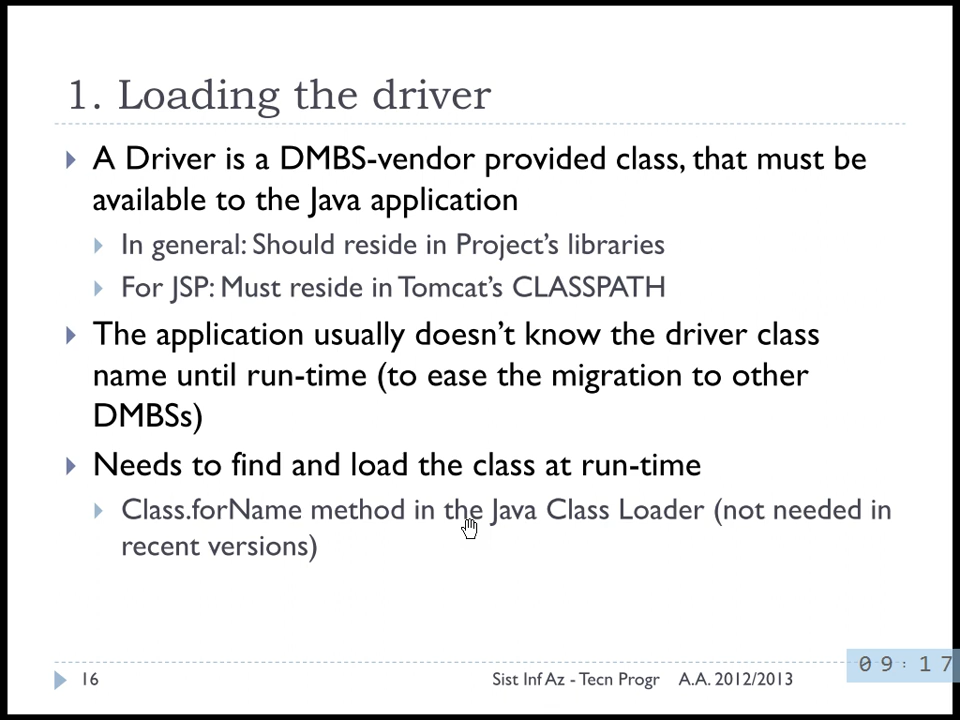 1. Loading the driver
A Driver is a DMBS-vendor provided class, that must be
available to the Java application
In general: Should reside in Project's libraries
For JSP: Must reside in Tomcat's CLASSPATH
The application usually doesn't know the driver class
name until run-time (to ease the migration to other
DMBSs)
Needs to find and load the class at run-time
Class.forName method in the Java Class Loader (not needed in
recent versions)
16 Sist Inf Az - Tecn Progr A.A. 2012/2013 09:17